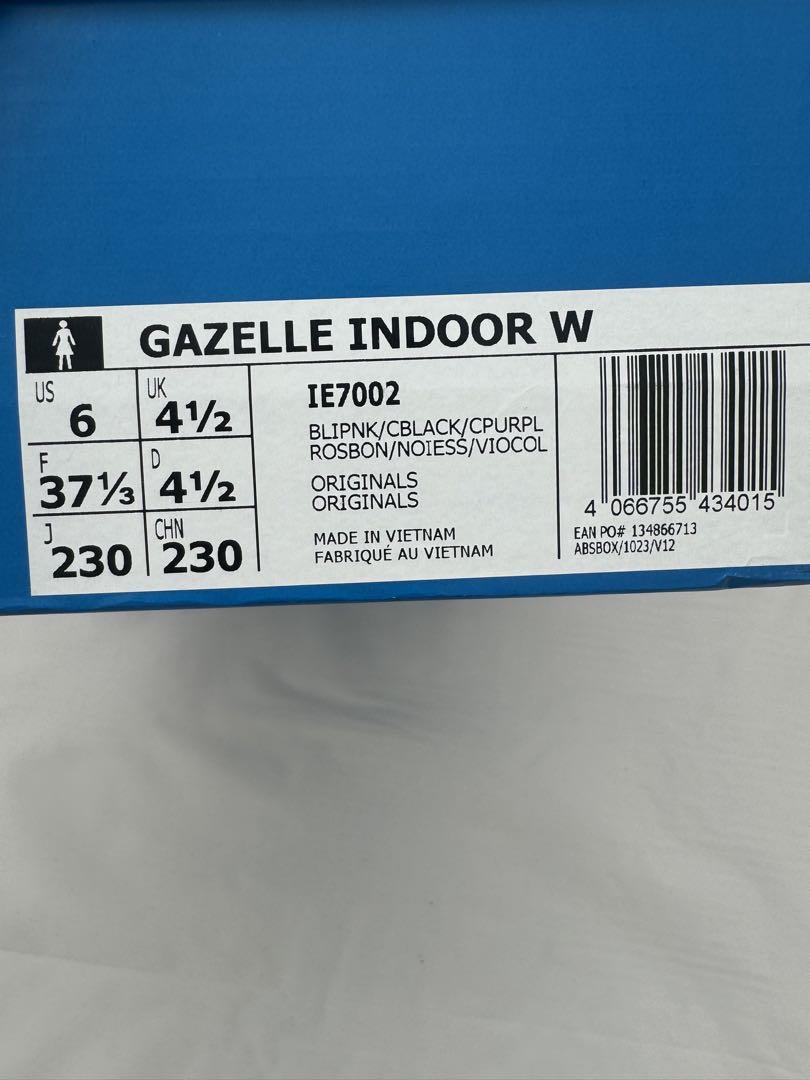 GAZELLE INDOOR W
US 6
UK 4½
F 37⅓
D 4½
J 230
CHN 230
IE7002
BLIPNK/CBLACK/CPURPL
ROSBON/NOIESS/VIOCOL
ORIGINALS
ORIGINALS
MADE IN VIETNAM
FABRIQUÉ AU VIETNAM
4 066755 434015
EAN PO# 134866713
ABSBOX/1023/V12